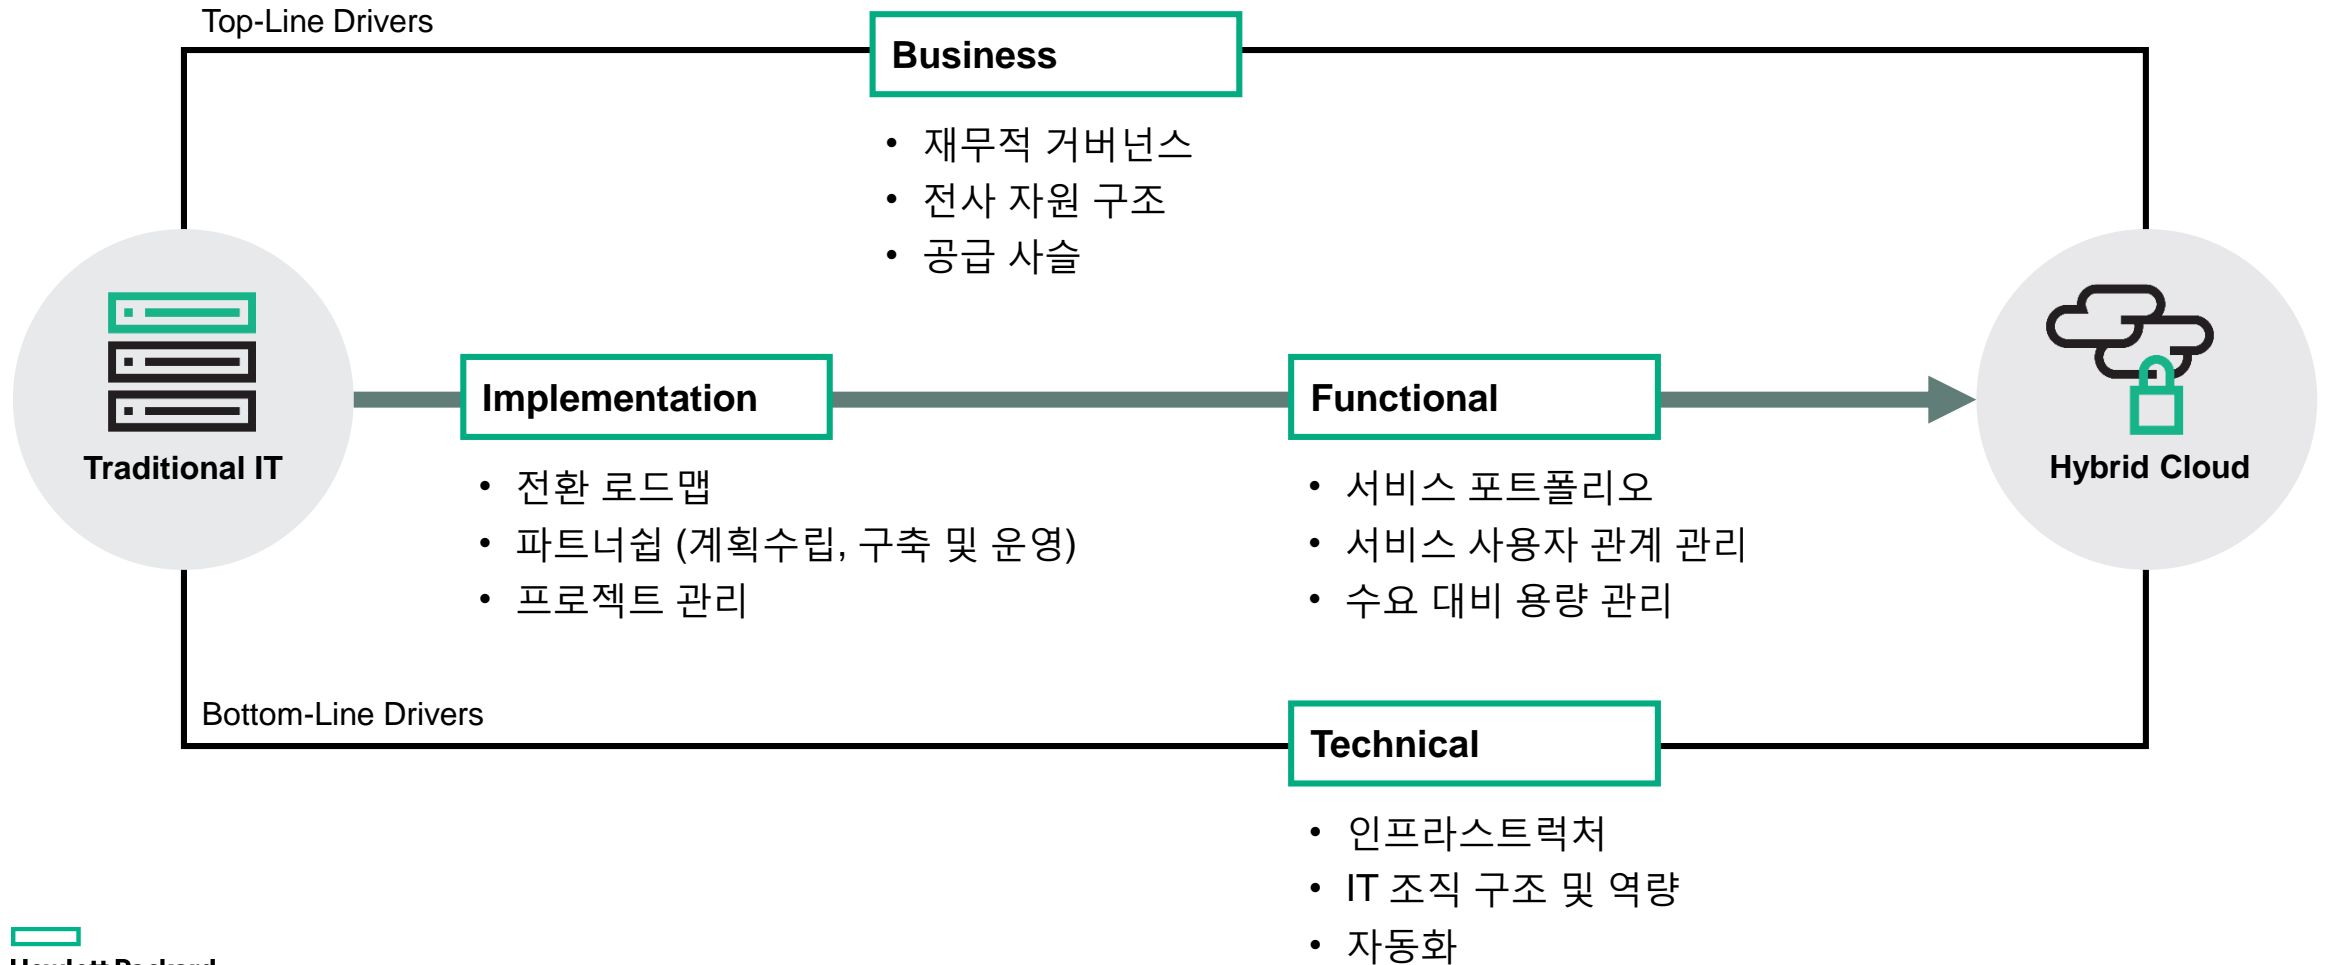 Top-Line Drivers
Business
• 재무적 거버넌스
• 전사 자원 구조
• 공급 사슬
Traditional IT
Implementation
• 전환 로드맵
• 파트너쉽 (계획수립, 구축 및 운영)
• 프로젝트 관리
Functional
• 서비스 포트폴리오
• 서비스 사용자 관계 관리
• 수요 대비 용량 관리
Hybrid Cloud
Bottom-Line Drivers
Technical
• 인프라스트럭처
• IT 조직 구조 및 역량
• 자동화
Hewlett Packard